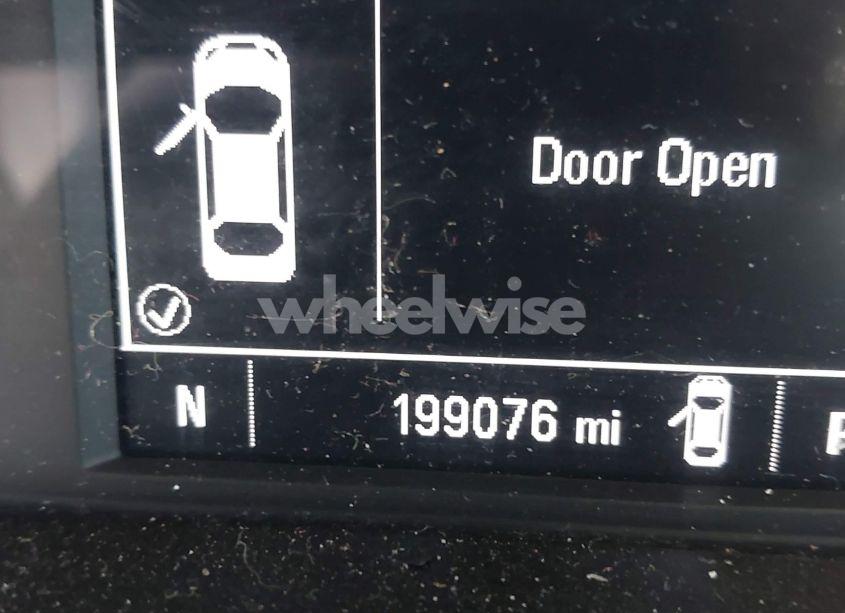 Door Open
wheelwise
N
199076 mi